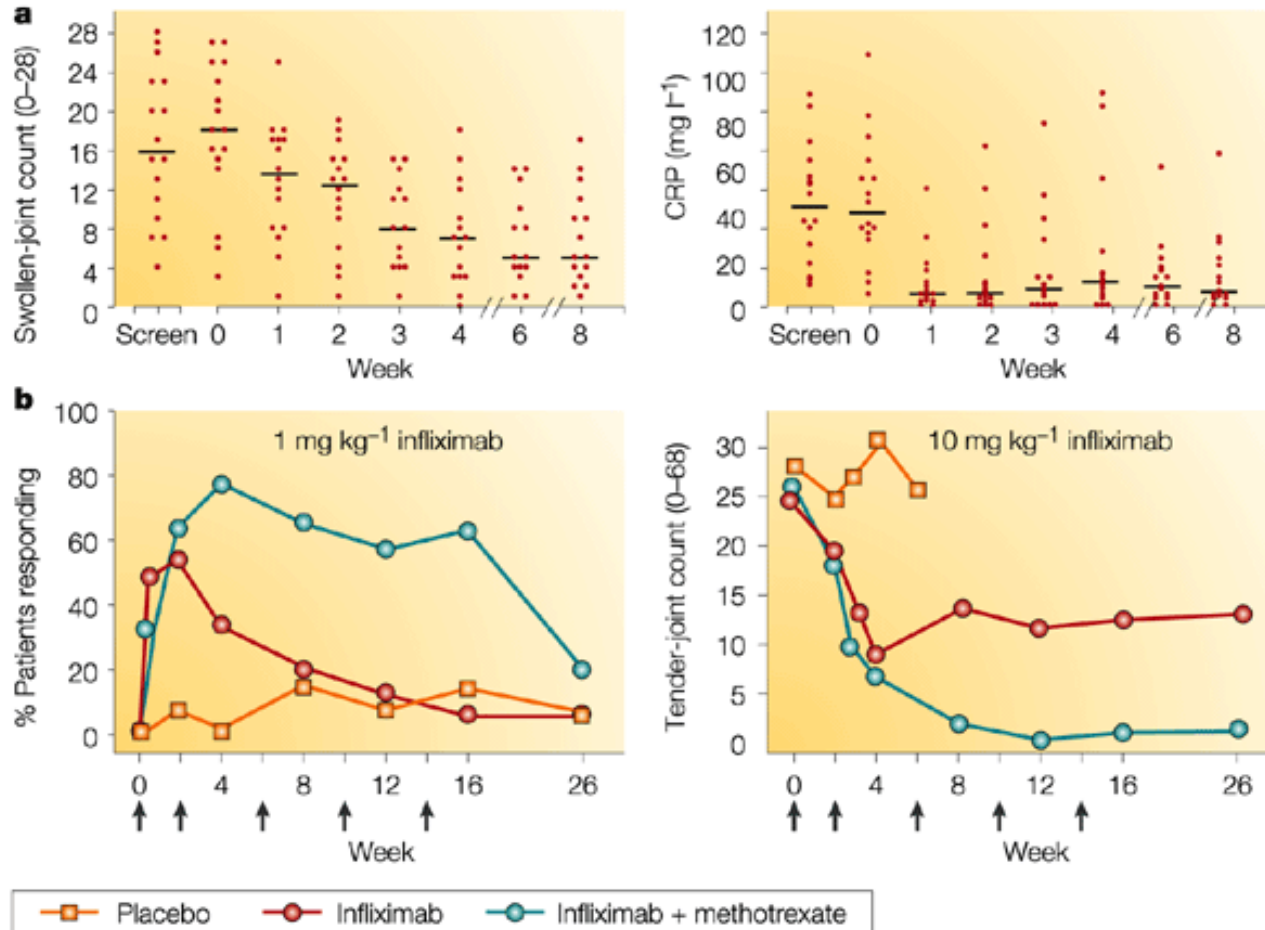 a
Swollen-joint count (0–28)
28
24
20
16
12
8
4
0
Screen 0 1 2 3 4 6 8
Week
CRP (mg l⁻¹)
120
100
80
60
40
20
0
Screen 0 1 2 3 4 6 8
Week
b
% Patients responding
100
80
60
40
20
0
1 mg kg⁻¹ infliximab
0 4 8 12 16 26
Week
Tender-joint count (0–68)
30
25
20
15
10
5
0
10 mg kg⁻¹ infliximab
0 4 8 12 16 26
Week
Placebo Infliximab Infliximab + methotrexate